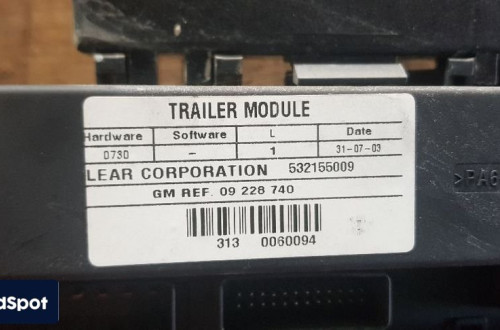 TRAILER MODULE
Hardware Software L Date
0730 - 1 31-07-03
LEAR CORPORATION 532155009
GM REF. 09 228 740
313 0060094
>PA6
dSpot